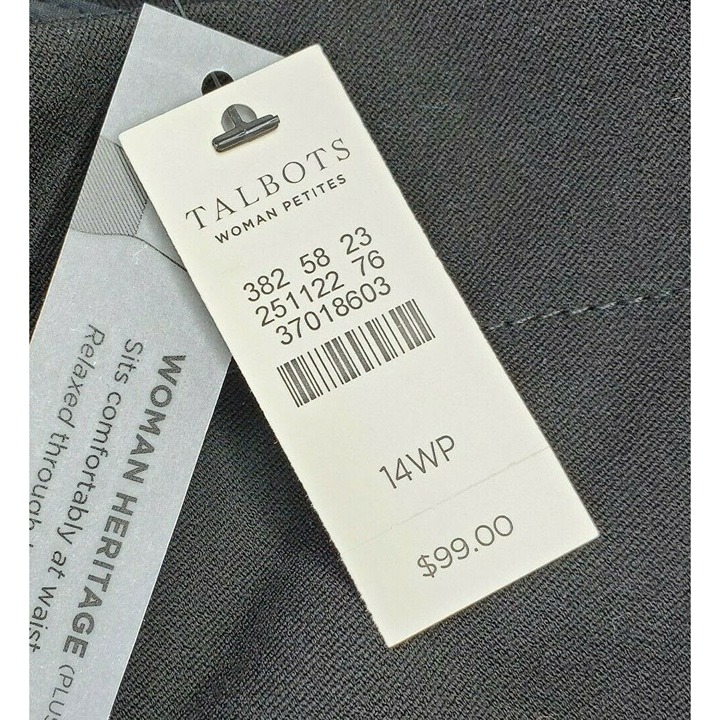 TALBOTS
WOMAN PETITES
382 58 23
251122 76
37018603
14WP
$99.00
WOMAN HERITAGE
Sits comfortably at waist
Relaxed through